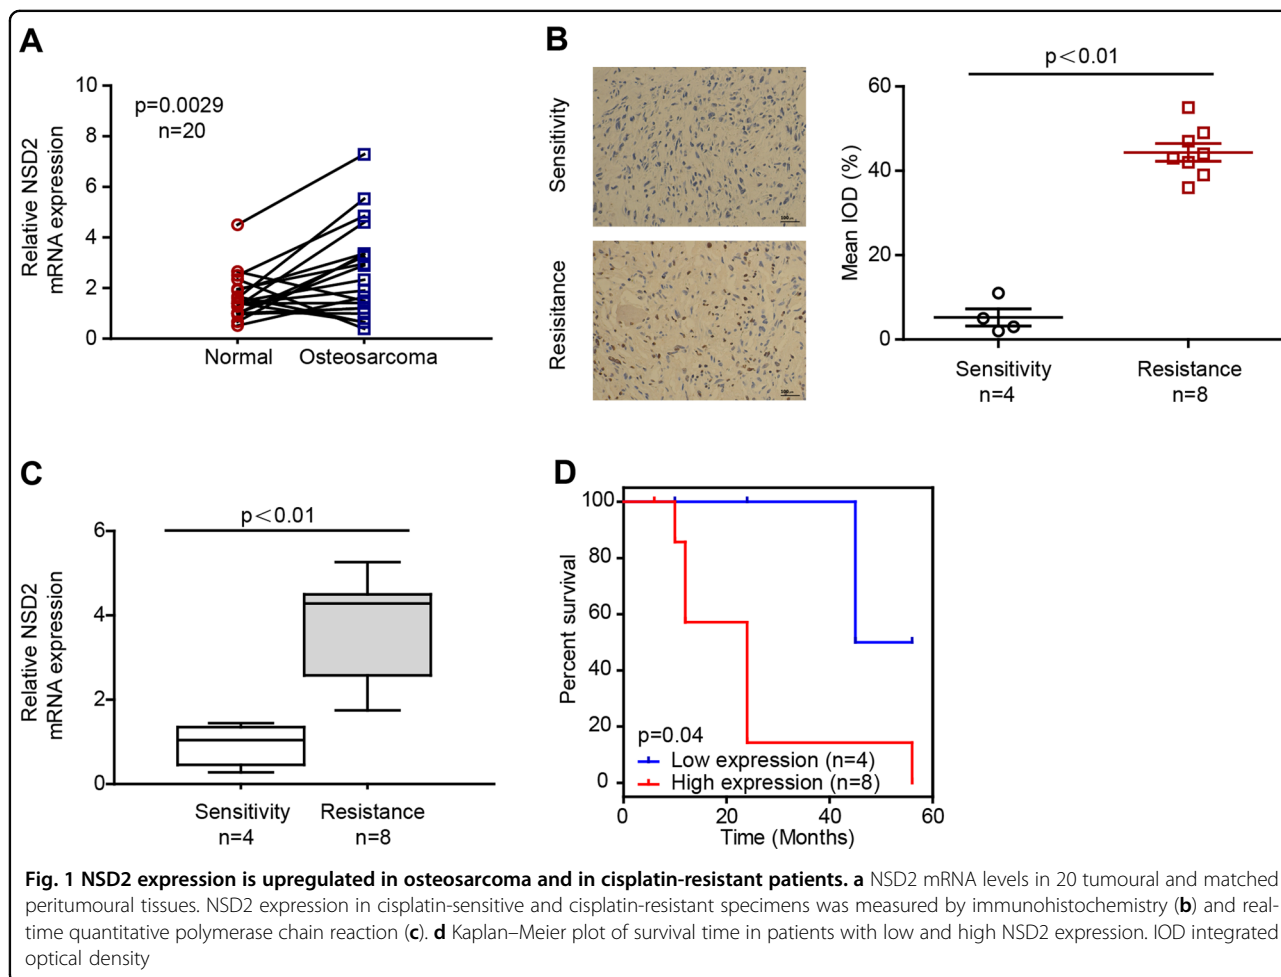 A
p=0.0029
n=20
Relative NSD2
mRNA expression
10
8
6
4
2
0
Normal
Osteosarcoma
B
Sensitivity
Resisitance
p<0.01
Mean IOD (%)
60
40
20
0
Sensitivity
n=4
Resistance
n=8
C
p<0.01
Relative NSD2
mRNA expression
6
4
2
0
Sensitivity
n=4
Resistance
n=8
D
Percent survival
100
80
60
40
20
0
p=0.04
Low expression (n=4)
High expression (n=8)
0 20 40 60
Time (Months)
Fig. 1 NSD2 expression is upregulated in osteosarcoma and in cisplatin-resistant patients. a NSD2 mRNA levels in 20 tumoural and matched
peritumoural tissues. NSD2 expression in cisplatin-sensitive and cisplatin-resistant specimens was measured by immunohistochemistry (b) and real-
time quantitative polymerase chain reaction (c). d Kaplan–Meier plot of survival time in patients with low and high NSD2 expression. IOD integrated
optical density